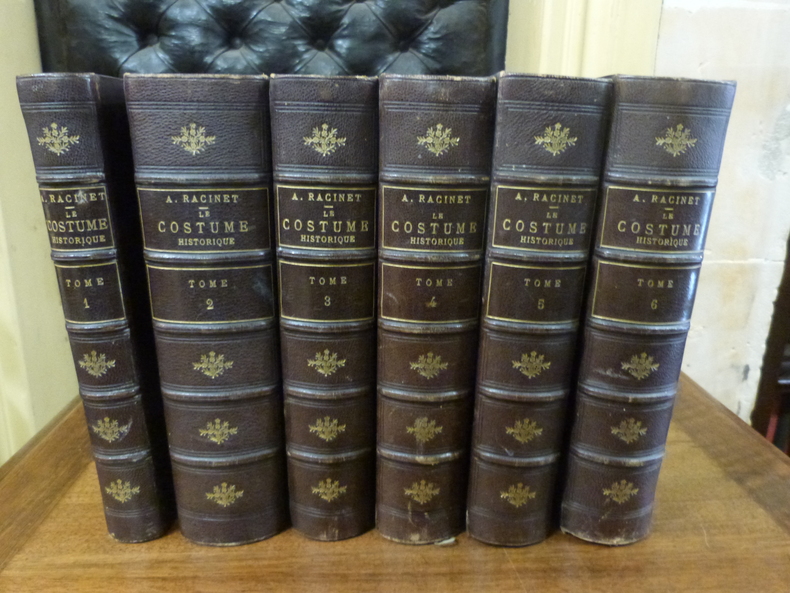 A. RACINET
LE
COSTUME
HISTORIQUE
TOME
1
A. RACINET
LE
COSTUME
HISTORIQUE
TOME
2
A. RACINET
LE
COSTUME
HISTORIQUE
TOME
3
A. RACINET
LE
COSTUME
HISTORIQUE
TOME
4
A. RACINET
LE
COSTUME
HISTORIQUE
TOME
5
A. RACINET
LE
COSTUME
HISTORIQUE
TOME
6